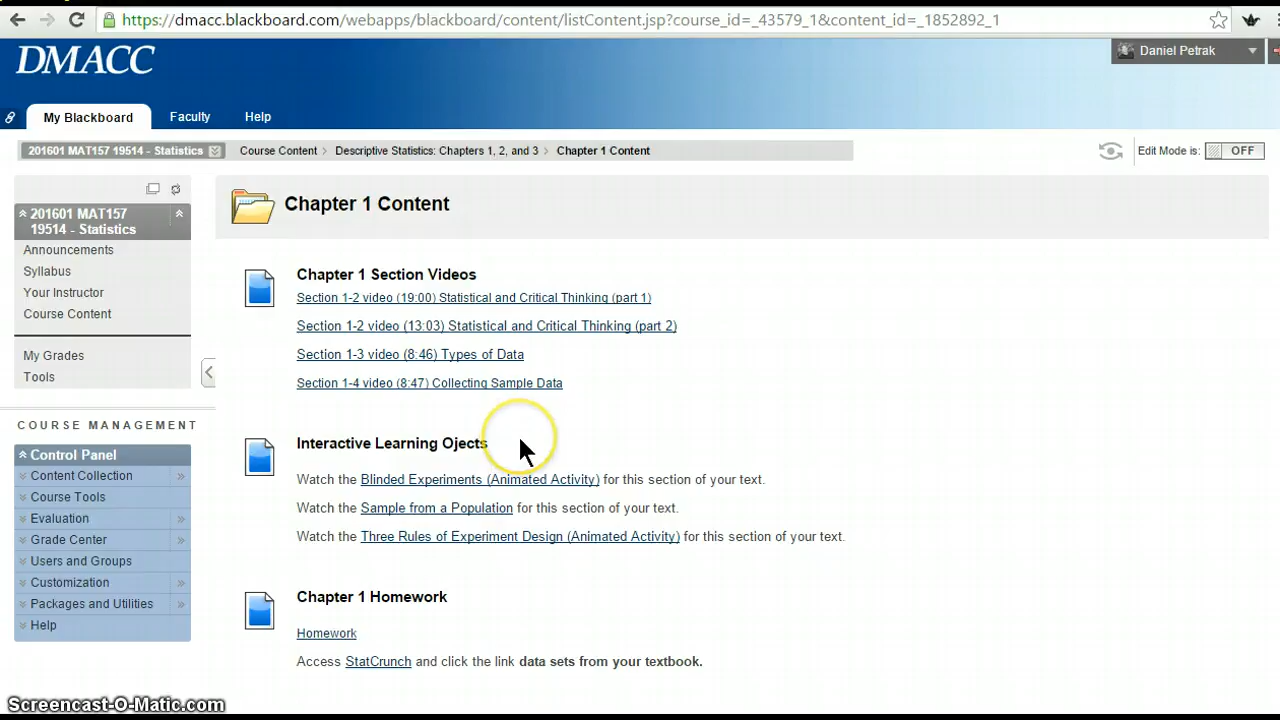 https://dmacc.blackboard.com/webapps/blackboard/content/listContent.jsp?course_id=_43579_1&content_id=_1852892_1
DMACC
Daniel Petrak
My Blackboard
Faculty
Help
201601 MAT157 19514 - Statistics
Course Content
Descriptive Statistics: Chapters 1, 2, and 3
Chapter 1 Content
Edit Mode is:
OFF
201601 MAT157
19514 - Statistics
Announcements
Syllabus
Your Instructor
Course Content
My Grades
Tools
COURSE MANAGEMENT
Control Panel
Content Collection
Course Tools
Evaluation
Grade Center
Users and Groups
Customization
Packages and Utilities
Help
Chapter 1 Content
Chapter 1 Section Videos
Section 1-2 video (19:00) Statistical and Critical Thinking (part 1)
Section 1-2 video (13:03) Statistical and Critical Thinking (part 2)
Section 1-3 video (8:46) Types of Data
Section 1-4 video (8:47) Collecting Sample Data
Interactive Learning Ojects
Watch the Blinded Experiments (Animated Activity) for this section of your text.
Watch the Sample from a Population for this section of your text.
Watch the Three Rules of Experiment Design (Animated Activity) for this section of your text.
Chapter 1 Homework
Homework
Access StatCrunch and click the link data sets from your textbook.
Screencast-O-Matic.com